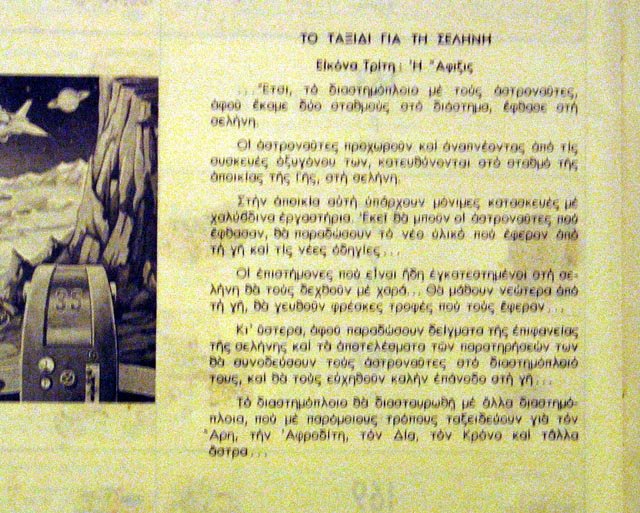 ΤΟ ΤΑΞΙΔΙ ΓΙΑ ΤΗ ΣΕΛΗΝΗ
Εἰκόνα Τρίτη: Ἡ Ἄφιξις
...Ἔτσι, τὸ διαστημόπλοιο μὲ τοὺς ἀστροναῦτες,
ἀφοῦ ἔκαμε δύο σταθμοὺς στὸ διάστημα, ἔφθασε στὴ
σελήνη.
Οἱ ἀστροναῦτες προχωροῦν καὶ ἀναπνέοντας ἀπὸ τὶς
συσκευὲς ὀξυγόνου των, κατευθύνονται στὸ σταθμὸ τῆς
ἀποικίας τῆς Γῆς, στὴ σελήνη.
Στὴν ἀποικία αὐτὴ ὑπάρχουν μόνιμες κατασκευὲς μὲ
χαλύβδινα ἐργαστήρια. Ἐκεῖ θὰ μποῦν οἱ ἀστροναῦτες ποὺ
ἔφθασαν, θὰ παραδώσουν τὸ νέο ὑλικὸ ποὺ ἔφεραν ἀπὸ
τὴ γῆ καὶ τὶς νέες ὁδηγίες...
Οἱ ἐπιστήμονες ποὺ εἶναι ἤδη ἐγκατεστημένοι στὴ σε-
λήνη θὰ τοὺς δεχθοῦν μὲ χαρά... Θὰ μάθουν νεώτερα ἀπὸ
τὴ γῆ, θὰ γευθοῦν φρέσκες τροφὲς ποὺ τοὺς ἔφεραν...
Κι' ὕστερα, ἀφοῦ παραδώσουν δείγματα τῆς ἐπιφανείας
τῆς σελήνης καὶ τὰ ἀποτελέσματα τῶν παρατηρήσεών των
θὰ συνοδεύσουν τοὺς ἀστροναῦτες στὸ διαστημόπλοιό
τους, καὶ θὰ τοὺς εὐχηθοῦν καλὴν ἐπάνοδο στὴ γῆ...
Τὸ διαστημόπλοιο θὰ διασταυρωθῆ μὲ ἄλλα διαστημό-
πλοια, ποὺ μὲ παρόμοιους τρόπους ταξειδεύουν γιὰ τὸν
Ἄρη, τὴν Ἀφροδίτη, τὸν Δία, τὸν Κρόνο καὶ τἄλλα
ἄστρα...
35